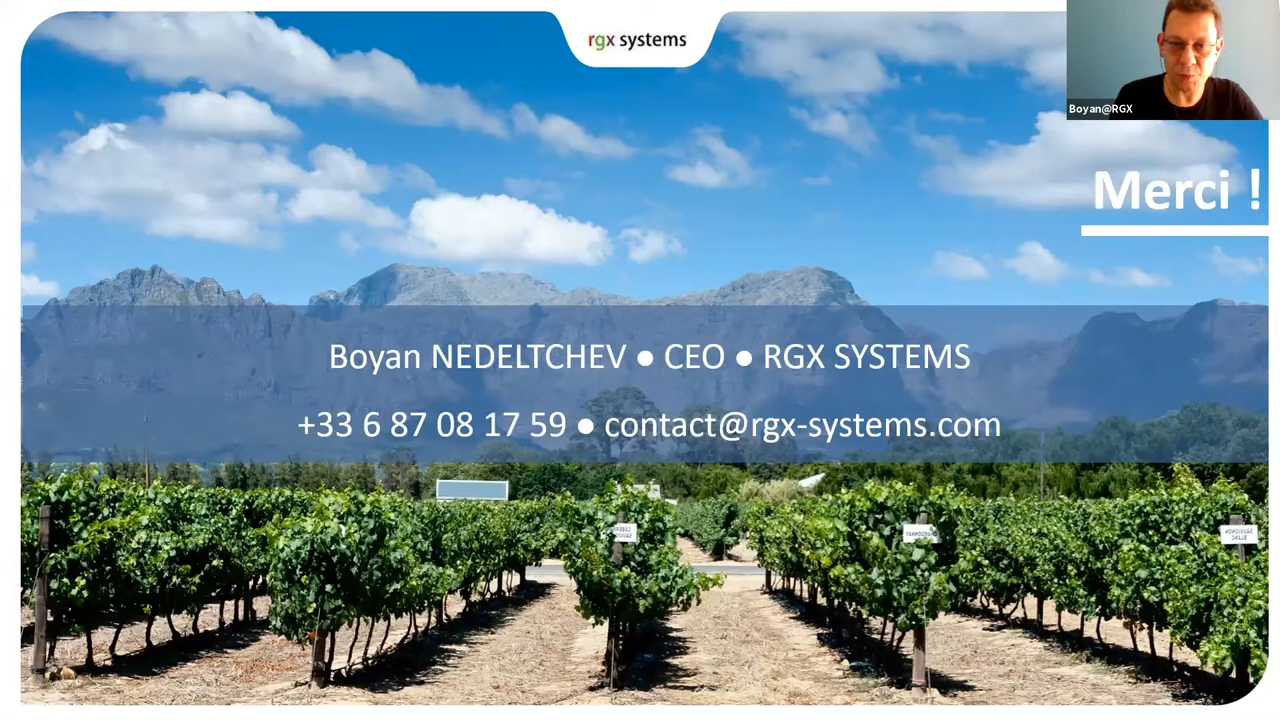 rgx systems
Boyan@RGX
Merci !
Boyan NEDELTCHEV ● CEO ● RGX SYSTEMS
+33 6 87 08 17 59 ● contact@rgx-systems.com